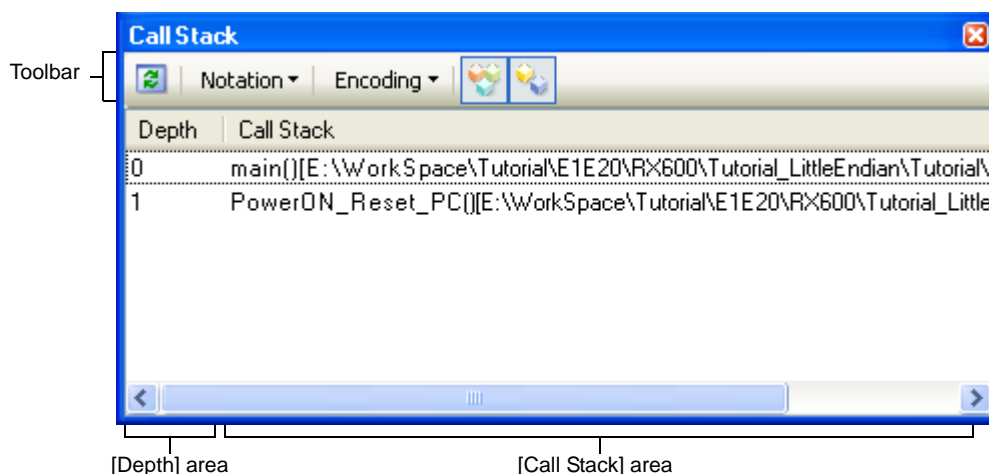 Call Stack
Toolbar
Notation Encoding
Depth Call Stack
0 main()[E:\WorkSpace\Tutorial\E1E20\RX600\Tutorial_LittleEndian\Tutorial\
1 PowerON_Reset_PC()[E:\WorkSpace\Tutorial\E1E20\RX600\Tutorial_Little
[Depth] area [Call Stack] area